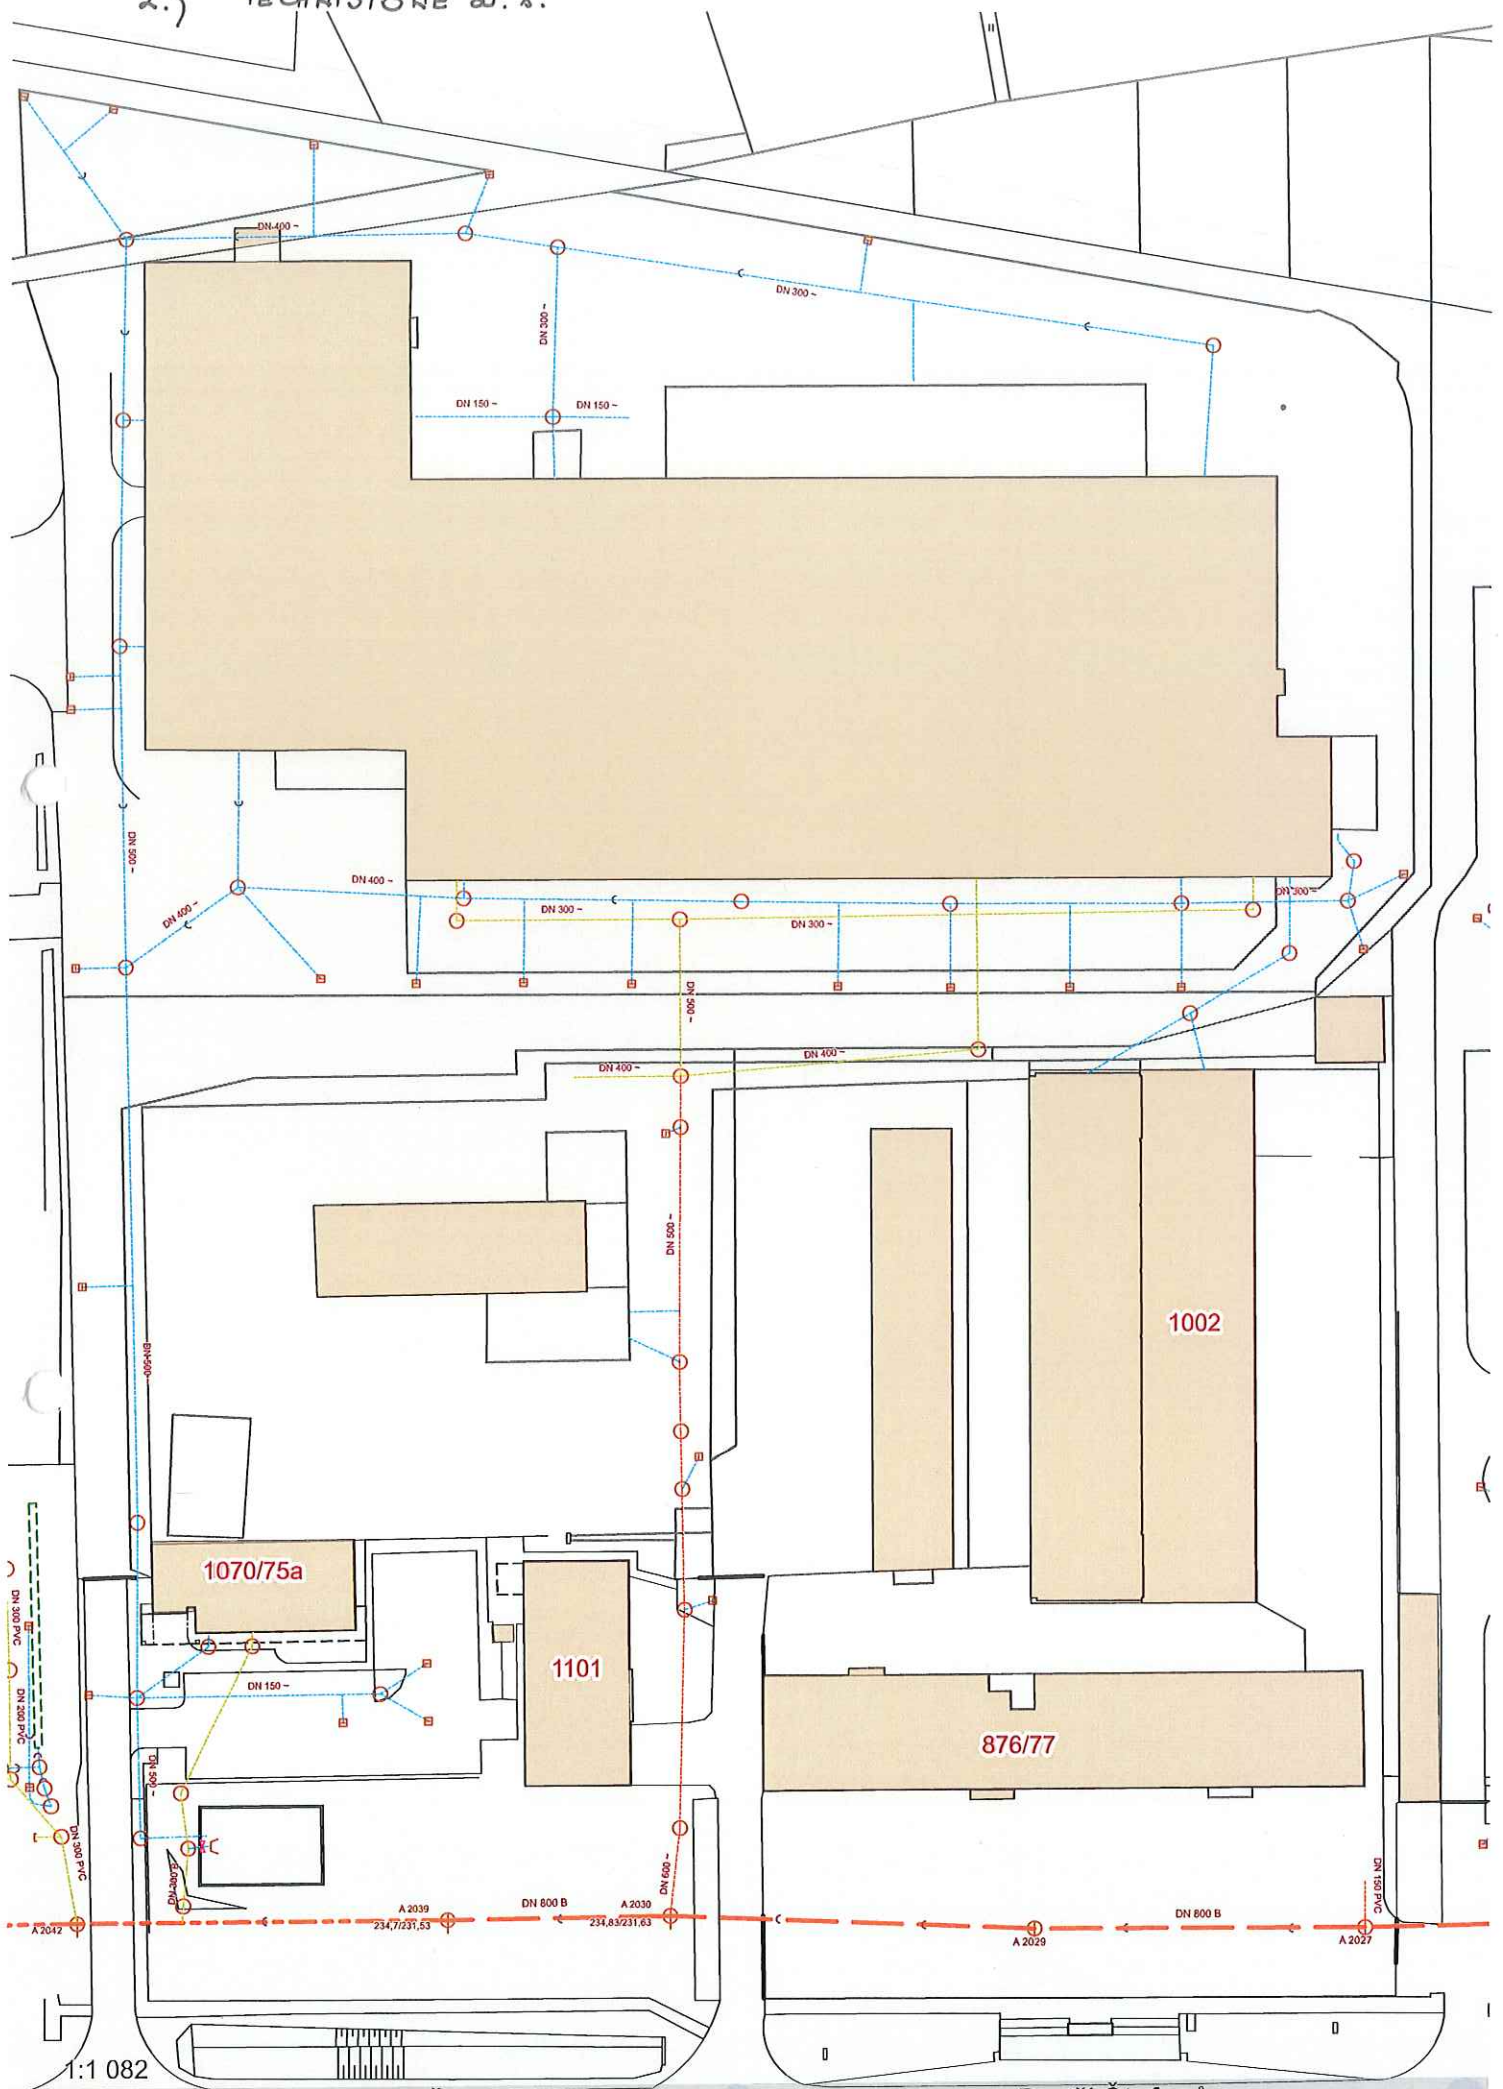 2.) TECHNISTONE a.s.
DN 400 ~
DN 300 ~
DN 300 ~
DN 150 ~
DN 150 ~
DN 500 ~
DN 400 ~
DN 400 ~
DN 300 ~
DN 300 ~
DN 300 ~
DN 500 ~
DN 400 ~
DN 400 ~
DN 500 ~
1002
DN 500
1070/75a
DN 300 PVC
1101
DN 150 ~
DN 200 PVC
876/77
DN 500 ~
DN 300 PVC
DN 300 B
DN 600 ~
DN 150 PVC
A 2042
A 2039
234,7/231,53
DN 800 B
A 2030
234,83/231,63
A 2029
DN 800 B
A 2027
1:1 082